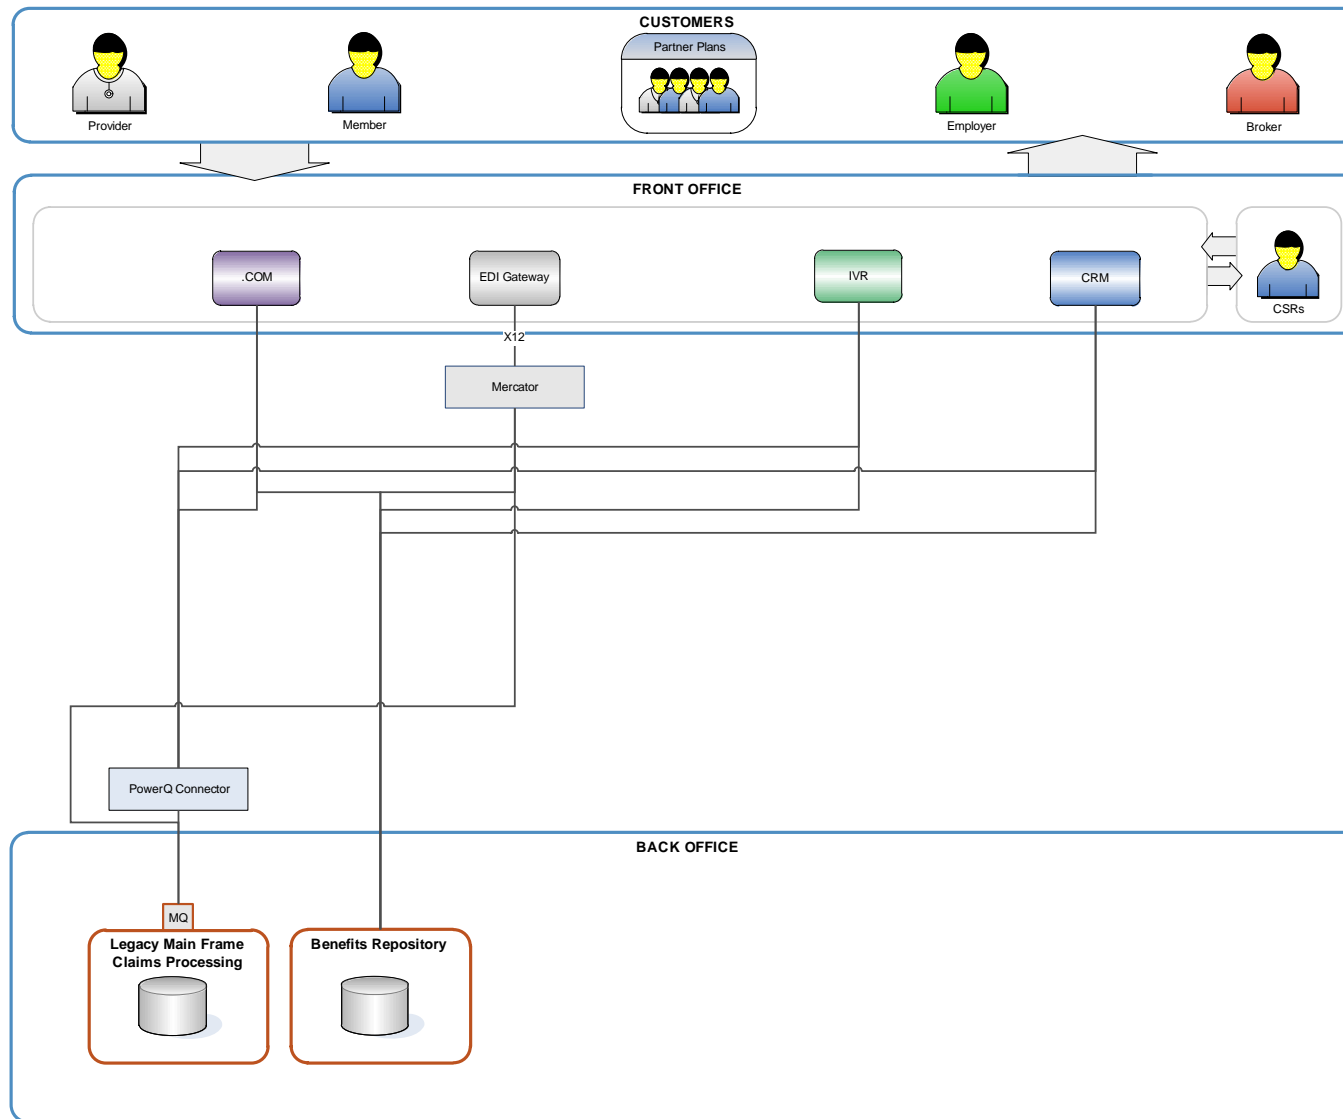 CUSTOMERS
Partner Plans
Provider
Member
Employer
Broker
FRONT OFFICE
.COM
EDI Gateway
IVR
CRM
CSRs
X12
Mercator
PowerQ Connector
BACK OFFICE
MQ
Legacy Main Frame
Claims Processing
Benefits Repository